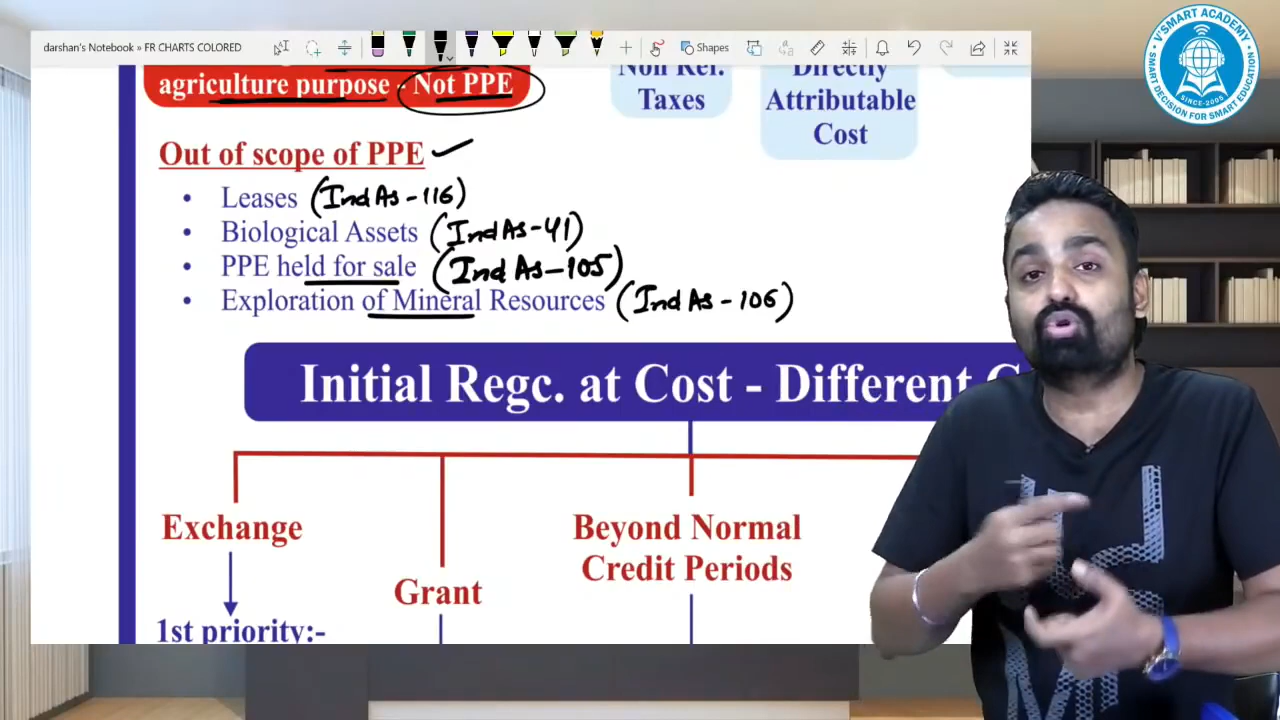 darshan's Notebook » FR CHARTS COLORED
Shapes
V'SMART ACADEMY
SINCE-2005
SMART DECISION FOR SMART EDUCATION
agriculture purpose - Not PPE
Non Ref.
Taxes
Directly
Attributable
Cost
Out of scope of PPE
• Leases (Ind As-116)
• Biological Assets (Ind As-41)
• PPE held for sale (Ind As-105)
• Exploration of Mineral Resources (Ind As-106)
Initial Regc. at Cost - Different
Exchange
Grant
Beyond Normal
Credit Periods
1st priority:-